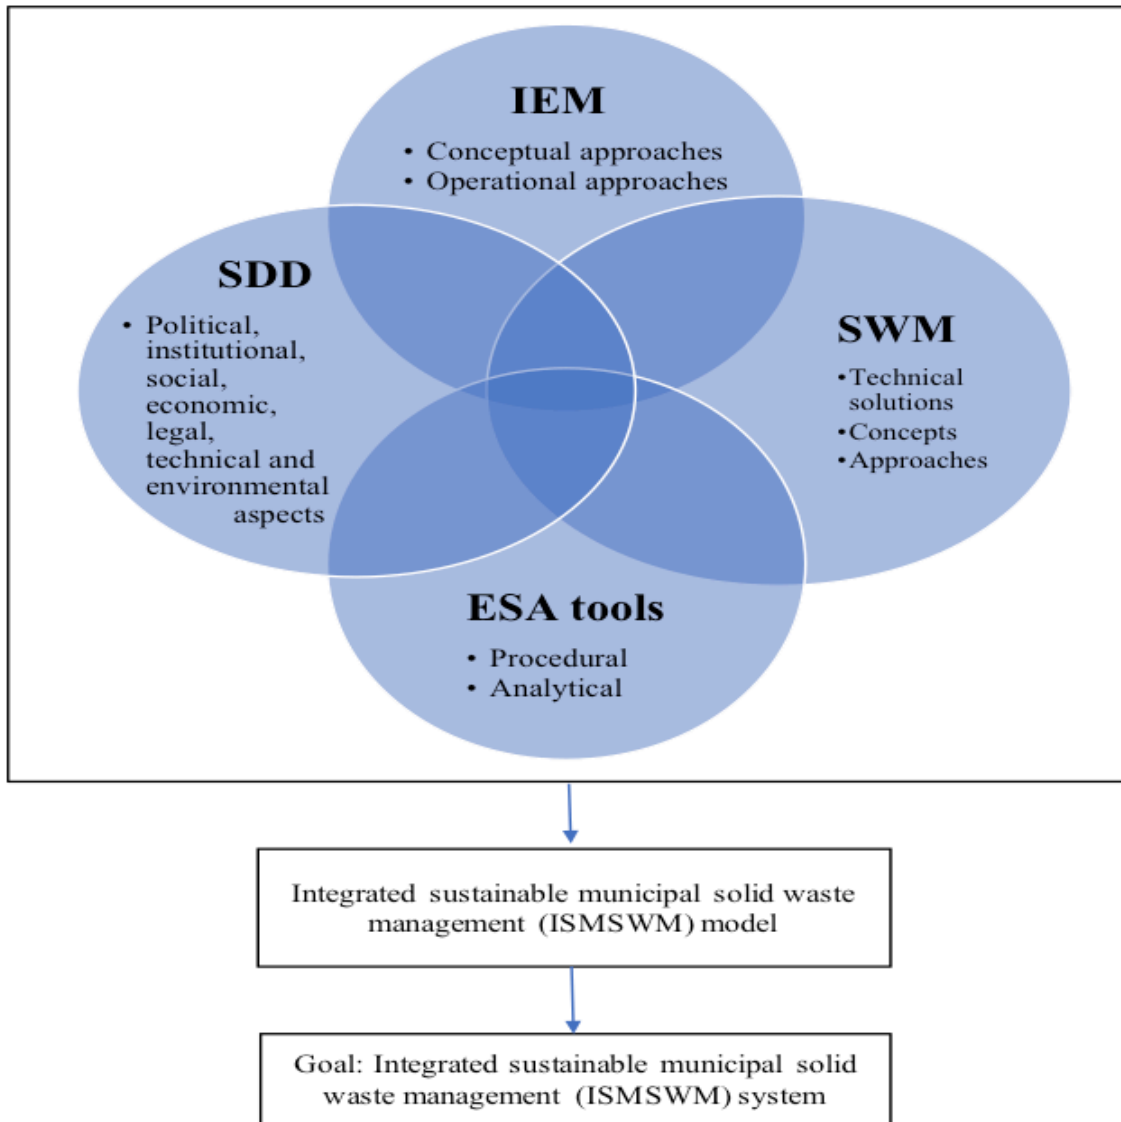 IEM
• Conceptual approaches
• Operational approaches
SDD
• Political,
institutional,
social,
economic,
legal,
technical and
environmental
aspects
SWM
•Technical
solutions
•Concepts
•Approaches
ESA tools
• Procedural
• Analytical
Integrated sustainable municipal solid waste
management (ISMSWM) model
Goal: Integrated sustainable municipal solid
waste management (ISMSWM) system